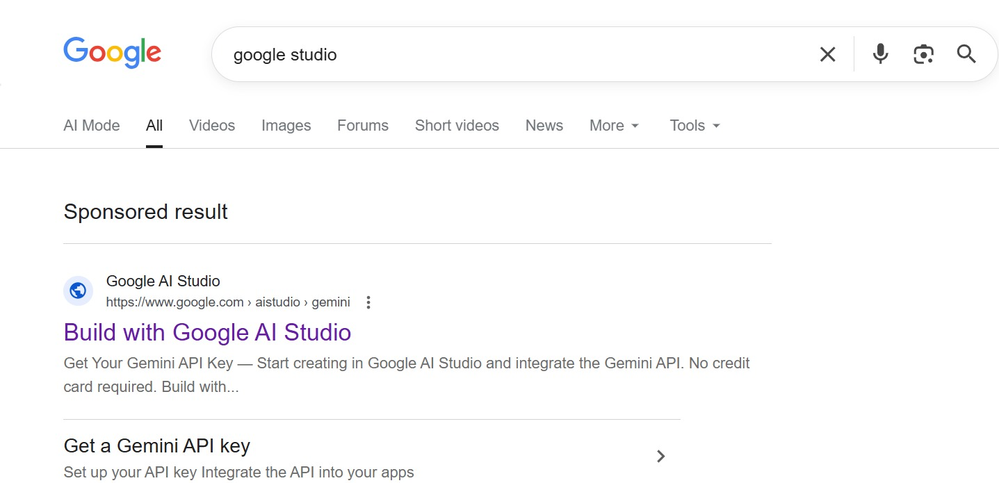 Google
google studio
AI Mode All Videos Images Forums Short videos News More Tools
Sponsored result
Google AI Studio
https://www.google.com › aistudio › gemini
Build with Google AI Studio
Get Your Gemini API Key — Start creating in Google AI Studio and integrate the Gemini API. No credit
card required. Build with...
Get a Gemini API key
Set up your API key Integrate the API into your apps